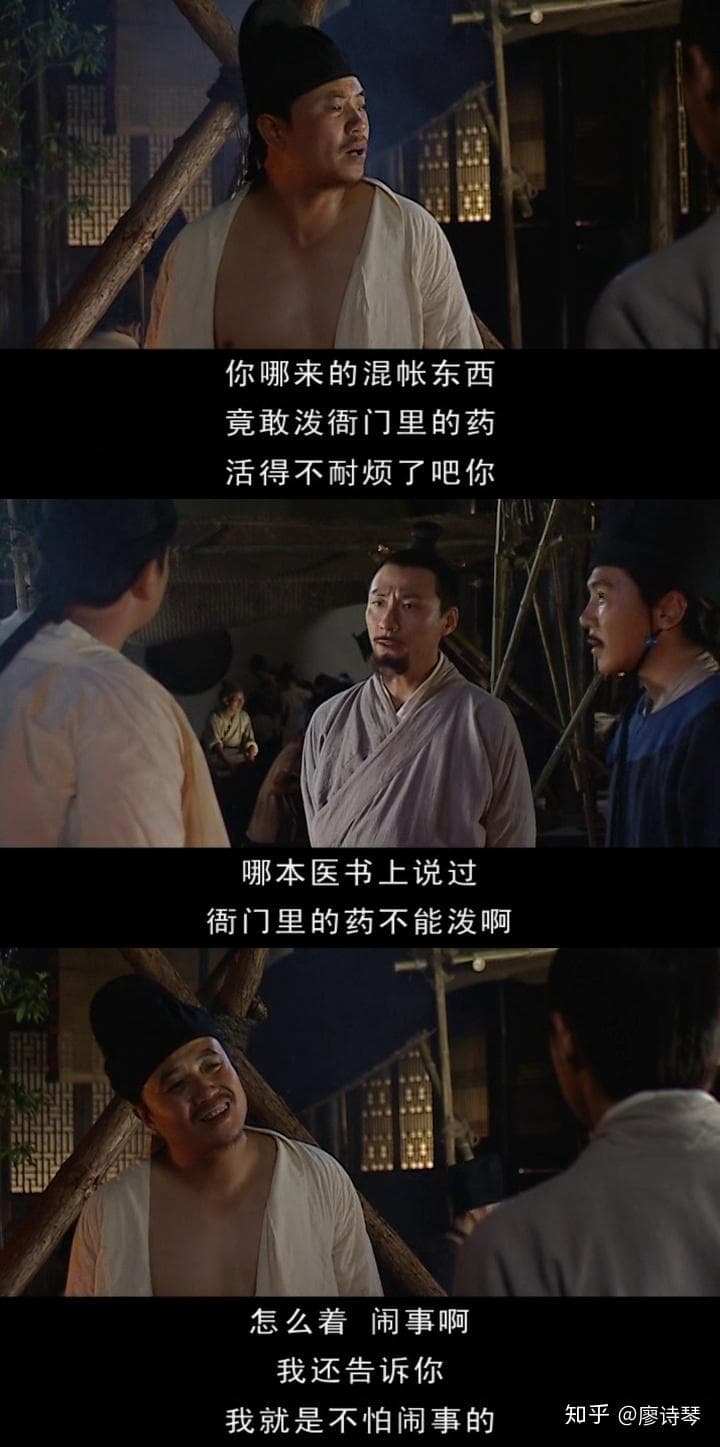 你哪来的混帐东西
竟敢泼衙门里的药
活得不耐烦了吧你
哪本医书上说过
衙门里的药不能泼啊
怎么着 闹事啊
我还告诉你
我就是不怕闹事的
知乎 @廖诗琴